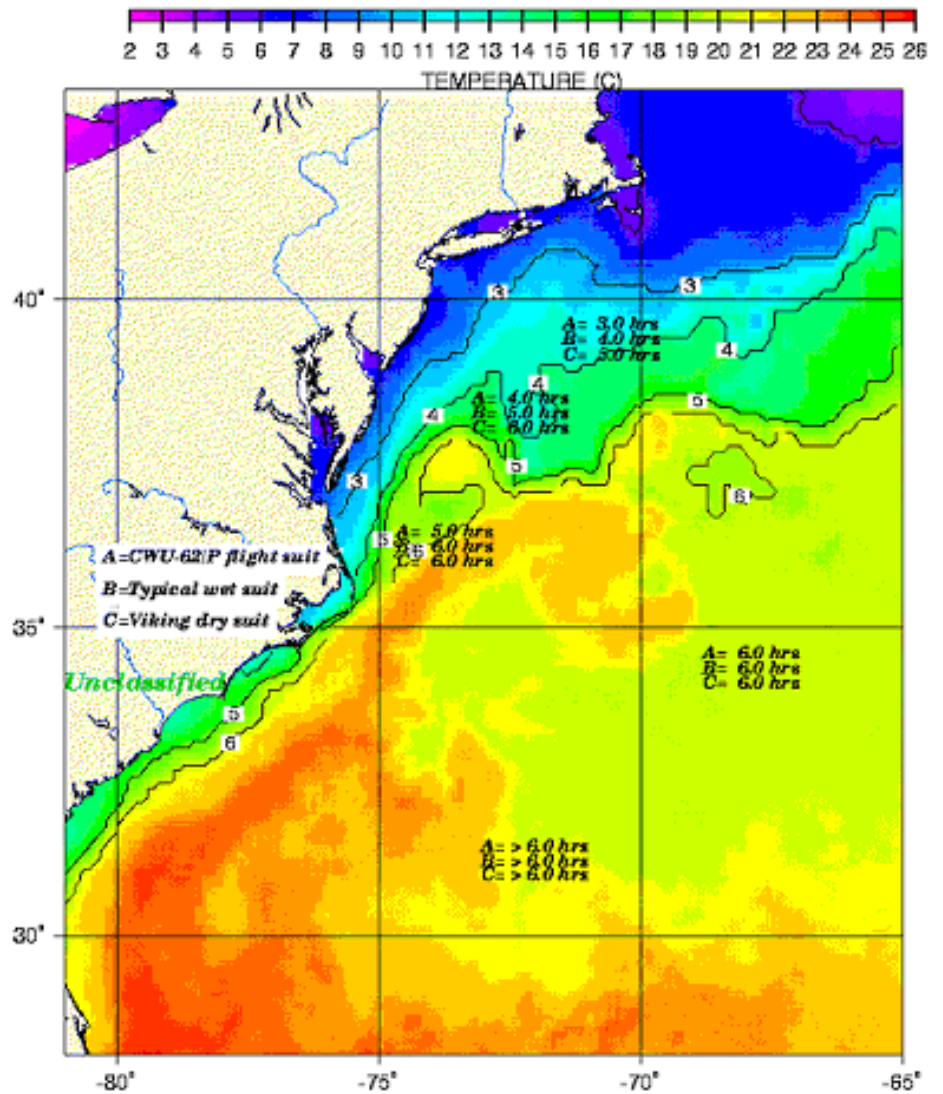 2 3 4 5 6 7 8 9 10 11 12 13 14 15 16 17 18 19 20 21 22 23 24 25 26
TEMPERATURE (C)
3
3
40°
A= 3.0 hrs
B= 4.0 hrs
C= 5.0 hrs
4
4
A= 4.0 hrs
B= 5.0 hrs
C= 6.0 hrs
5
4
5
3
6
5
A= 5.0 hrs
B= 6.0 hrs
C= 6.0 hrs
6
A=CWU-62|P flight suit
B=Typical wet suit
C=Viking dry suit
35°
A= 6.0 hrs
B= 6.0 hrs
C= 6.0 hrs
Unclassified
5
6
A= > 6.0 hrs
B= > 6.0 hrs
C= > 6.0 hrs
30°
-80° -75° -70° -65°